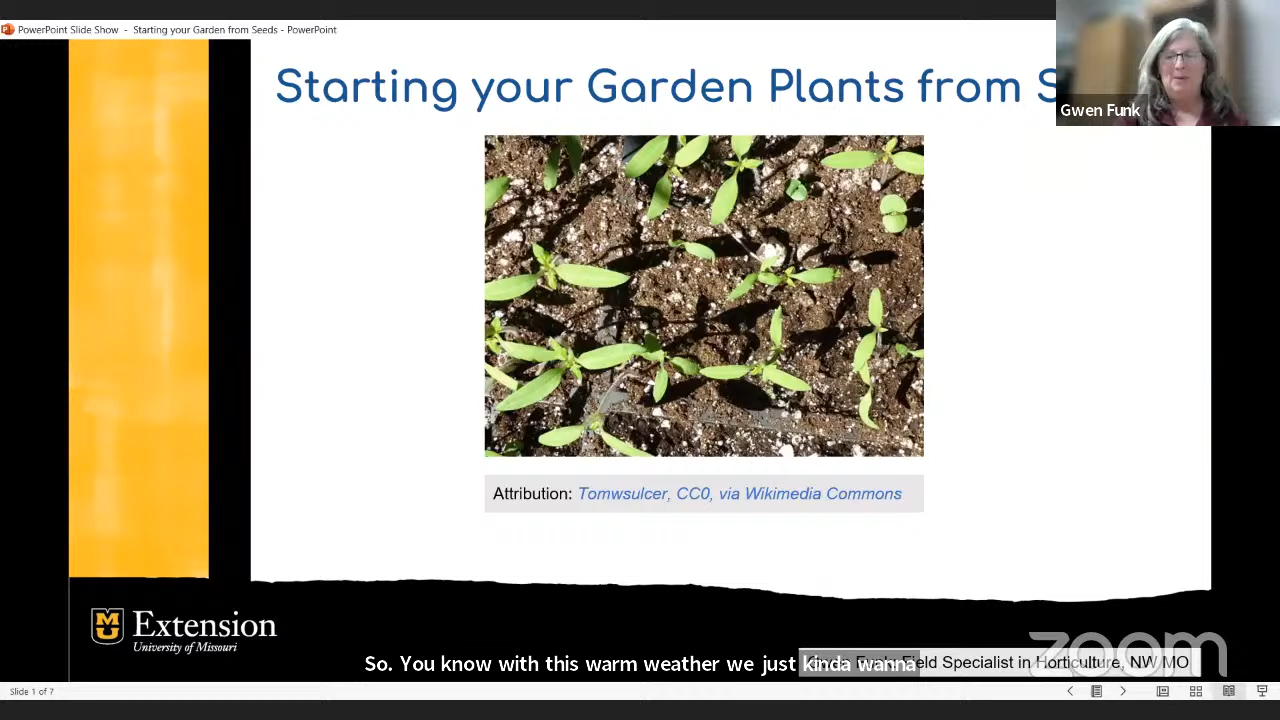 PowerPoint Slide Show - Starting your Garden from Seeds - PowerPoint
Starting your Garden Plants from S
Gwen Funk
Attribution: Tomwsulcer, CC0, via Wikimedia Commons
MU
Extension
University of Missouri
zoom
Field Specialist in Horticulture, NW MO
So. You know with this warm weather we just kinda wanna
Slide 1 of 7